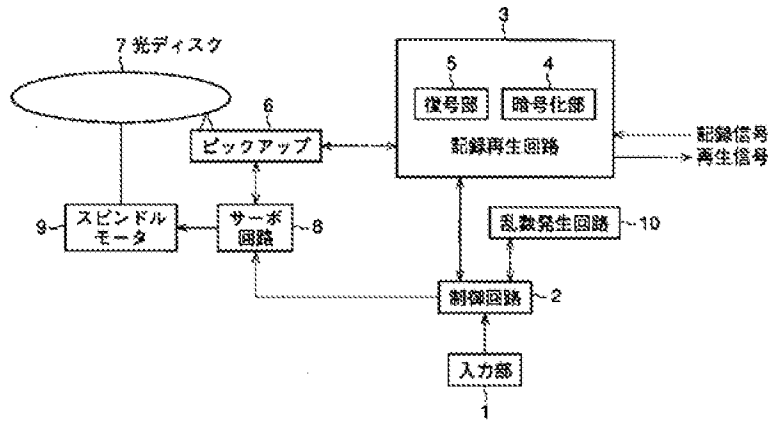 3
7 光ディスク
5
4
復号部
暗号化部
6
記録信号
ピックアップ
記録再生回路
再生信号
9
スピンドル
モータ
サーボ
回路
8
乱数発生回路
10
制御回路
2
入力部
1